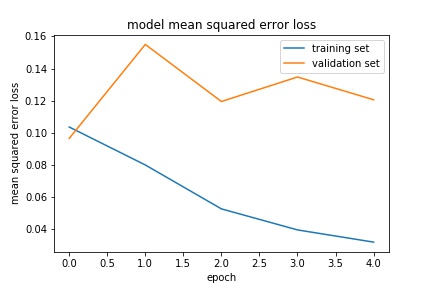 model mean squared error loss
0.16
0.14
0.12
0.10
0.08
0.06
0.04
mean squared error loss
training set
validation set
0.0 0.5 1.0 1.5 2.0 2.5 3.0 3.5 4.0
epoch